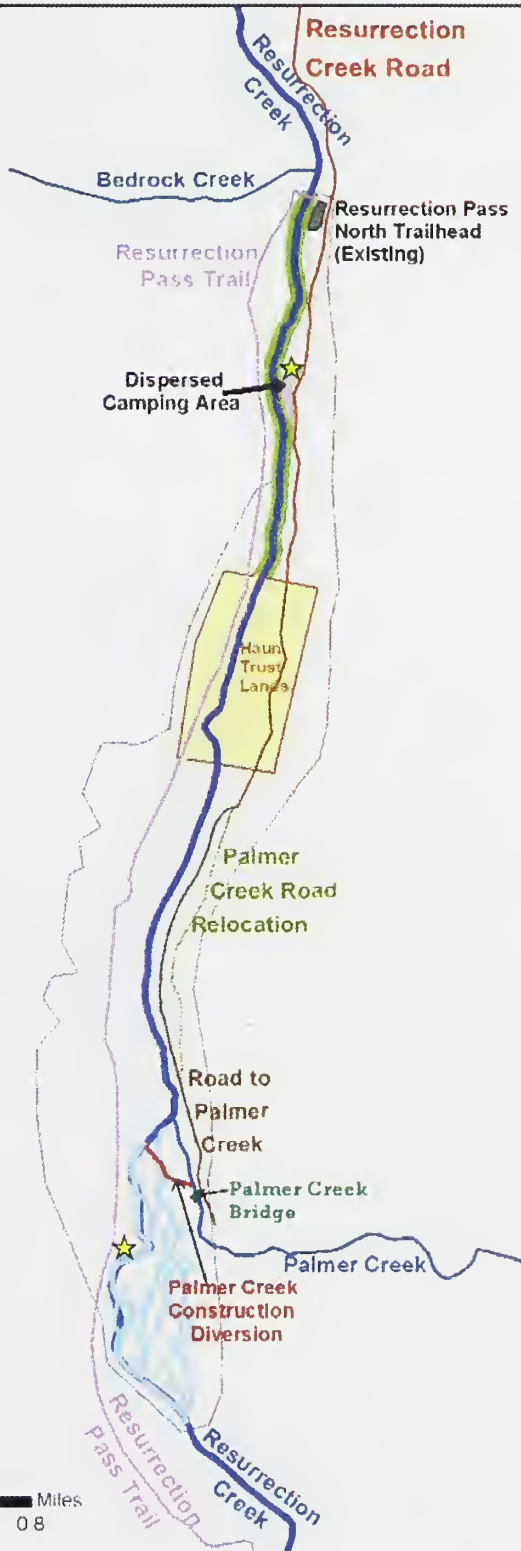 Resurrection
Creek Road
Resurrection
Creek
Bedrock Creek
Resurrection Pass
North Trailhead
(Existing)
Resurrection
Pass Trail
Dispersed
Camping Area
Haun
Trust
Lands
Palmer
Creek Road
Relocation
Road to
Palmer
Creek
Palmer Creek
Bridge
Palmer Creek
Palmer Creek
Construction
Diversion
Resurrection
Pass Trail
Resurrection
Creek
Miles
0 8